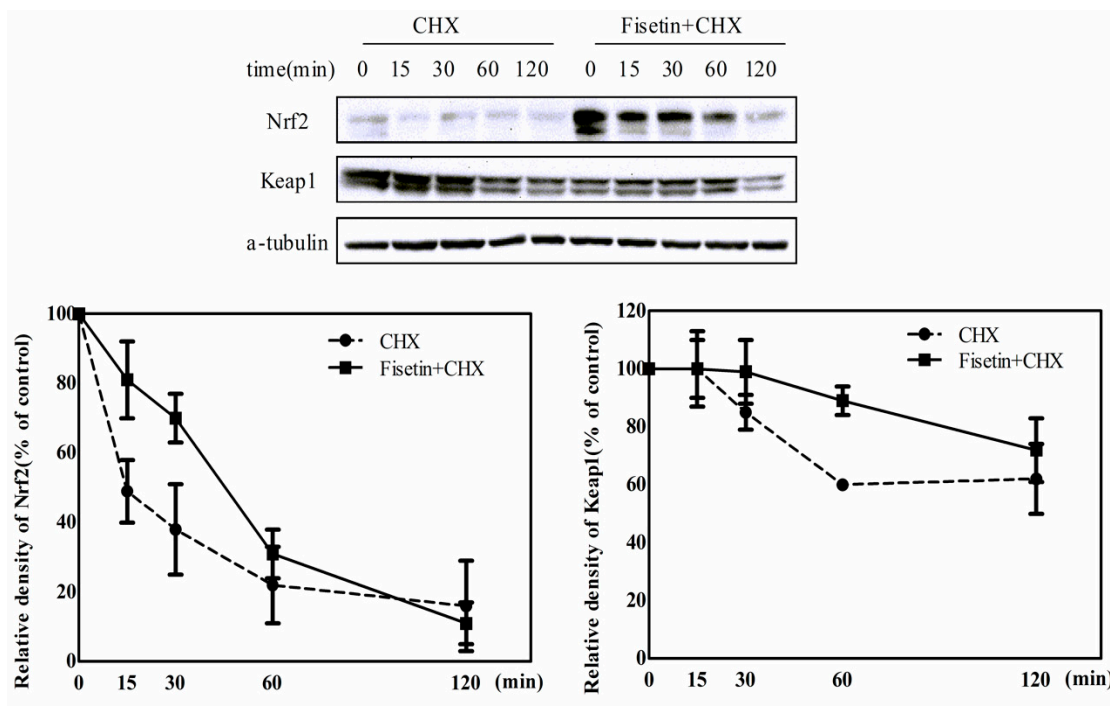 CHX Fisetin+CHX
time(min) 0 15 30 60 120 0 15 30 60 120
Nrf2
Keap1
a-tubulin
Relative density of Nrf2(% of control)
100
80
60
40
20
0
CHX
Fisetin+CHX
0 15 30 60 120 (min)
Relative density of Keap1(% of control)
120
100
80
60
40
20
0
CHX
Fisetin+CHX
0 15 30 60 120 (min)